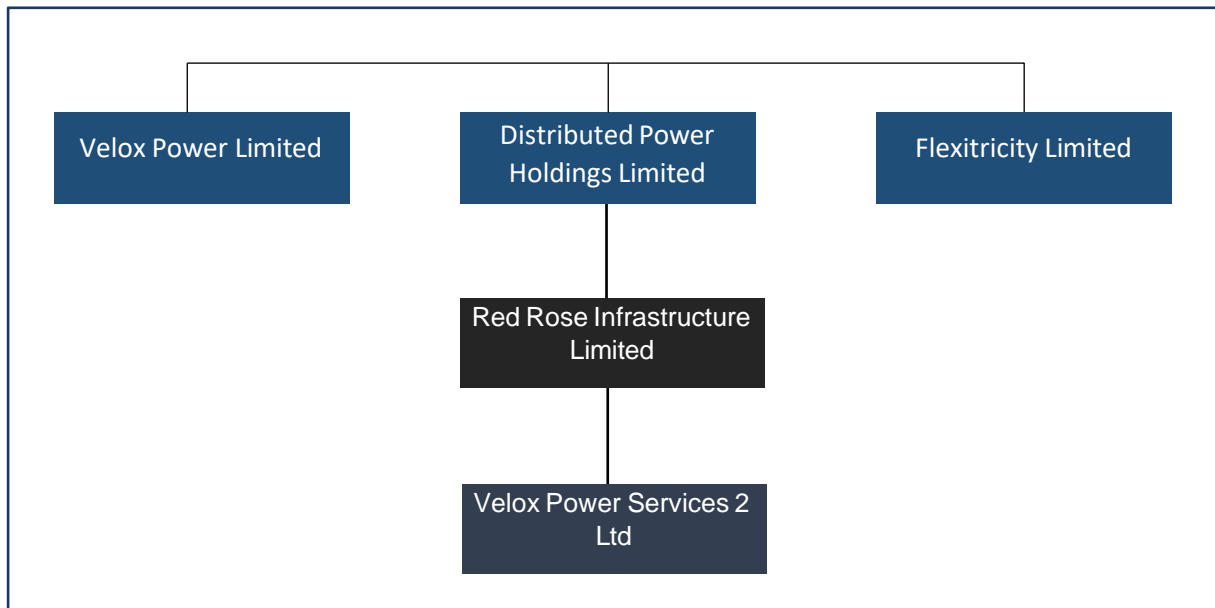 Velox Power Limited
Distributed Power
Holdings Limited
Flexitricity Limited
Red Rose Infrastructure
Limited
Velox Power Services 2
Ltd